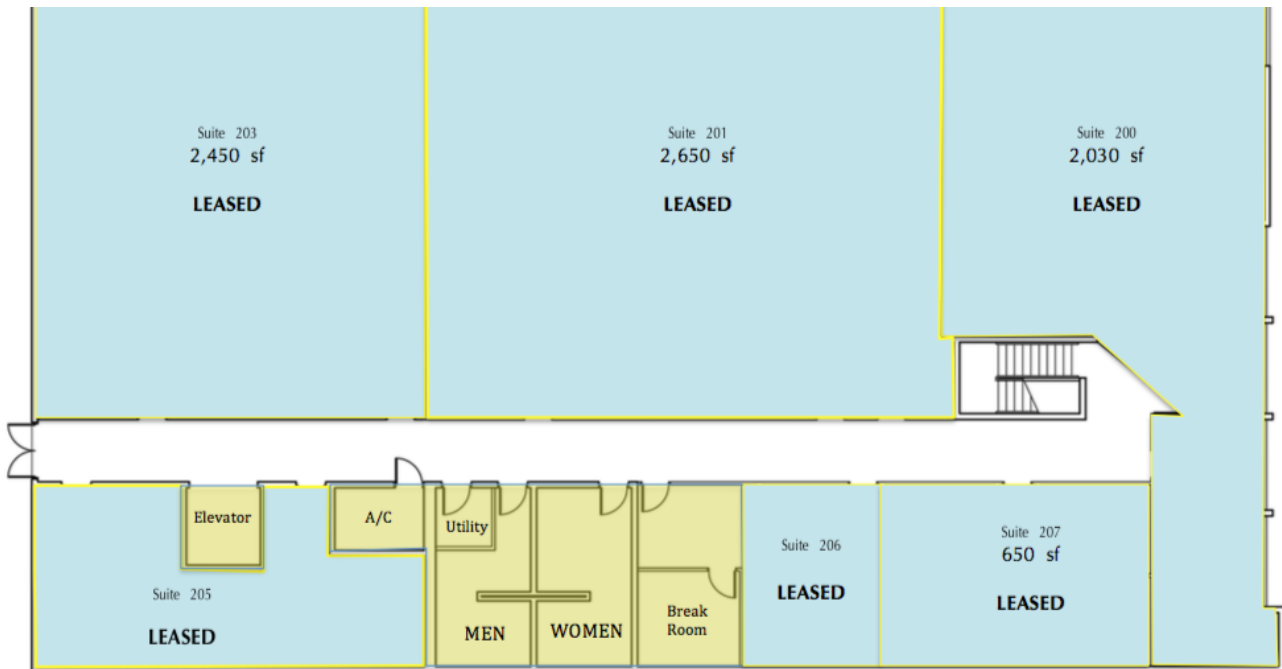 Suite 203
2,450 sf
LEASED
Suite 201
2,650 sf
LEASED
Suite 200
2,030 sf
LEASED
Elevator
A/C
Utility
Suite 205
LEASED
MEN
WOMEN
Break
Room
Suite 206
LEASED
Suite 207
650 sf
LEASED